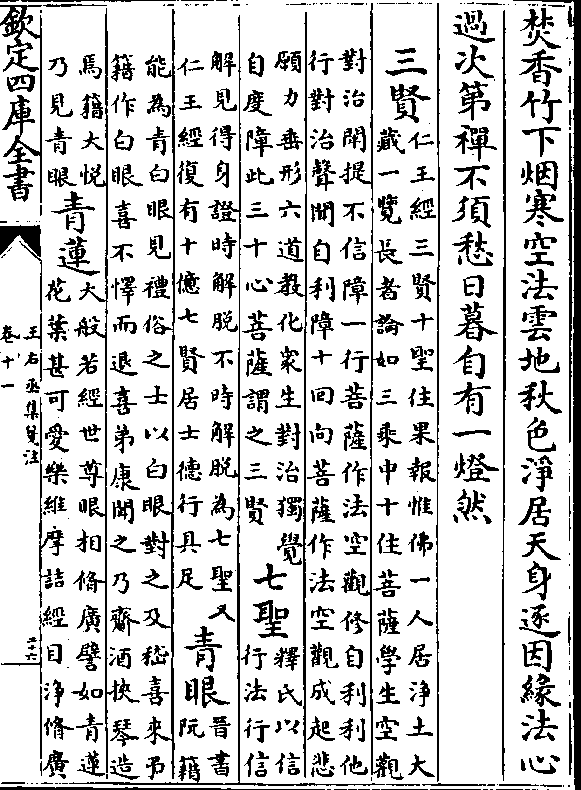 焚香竹下烟寒空法雲地秋色淨居天身逐因緣法心
過次第禪不須愁日暮自有一燈然
三賢
仁王經三賢十聖住果報惟佛一人居淨土大
藏一覽長者論如三乘中十住菩薩學生空觀
對治闡提不信障一行菩薩作法空觀修自利利他
行對治聲聞自利障十回向菩薩作法空觀成起悲
願力垂形六道教化衆生對治獨覺
自度障此三十心菩薩謂之三賢
七聖
釋氏以信
行法行信
解見得身證時解脱不時解脱為七聖又
仁王經復有十億七賢居士德行具足
青眼
晉書
阮籍
能為青白眼見禮俗之士以白眼對之及嵇喜來弔
籍作白眼喜不懌而退喜弟康聞之乃齎酒挾琴造
焉籍大悦
乃見青眼
青蓮
大般若經世尊眼相脩廣譬如青蓮
花葉甚可愛樂維摩詰經目淨脩廣
欽定四庫全書
王右丞集箋注
卷十一
二十六